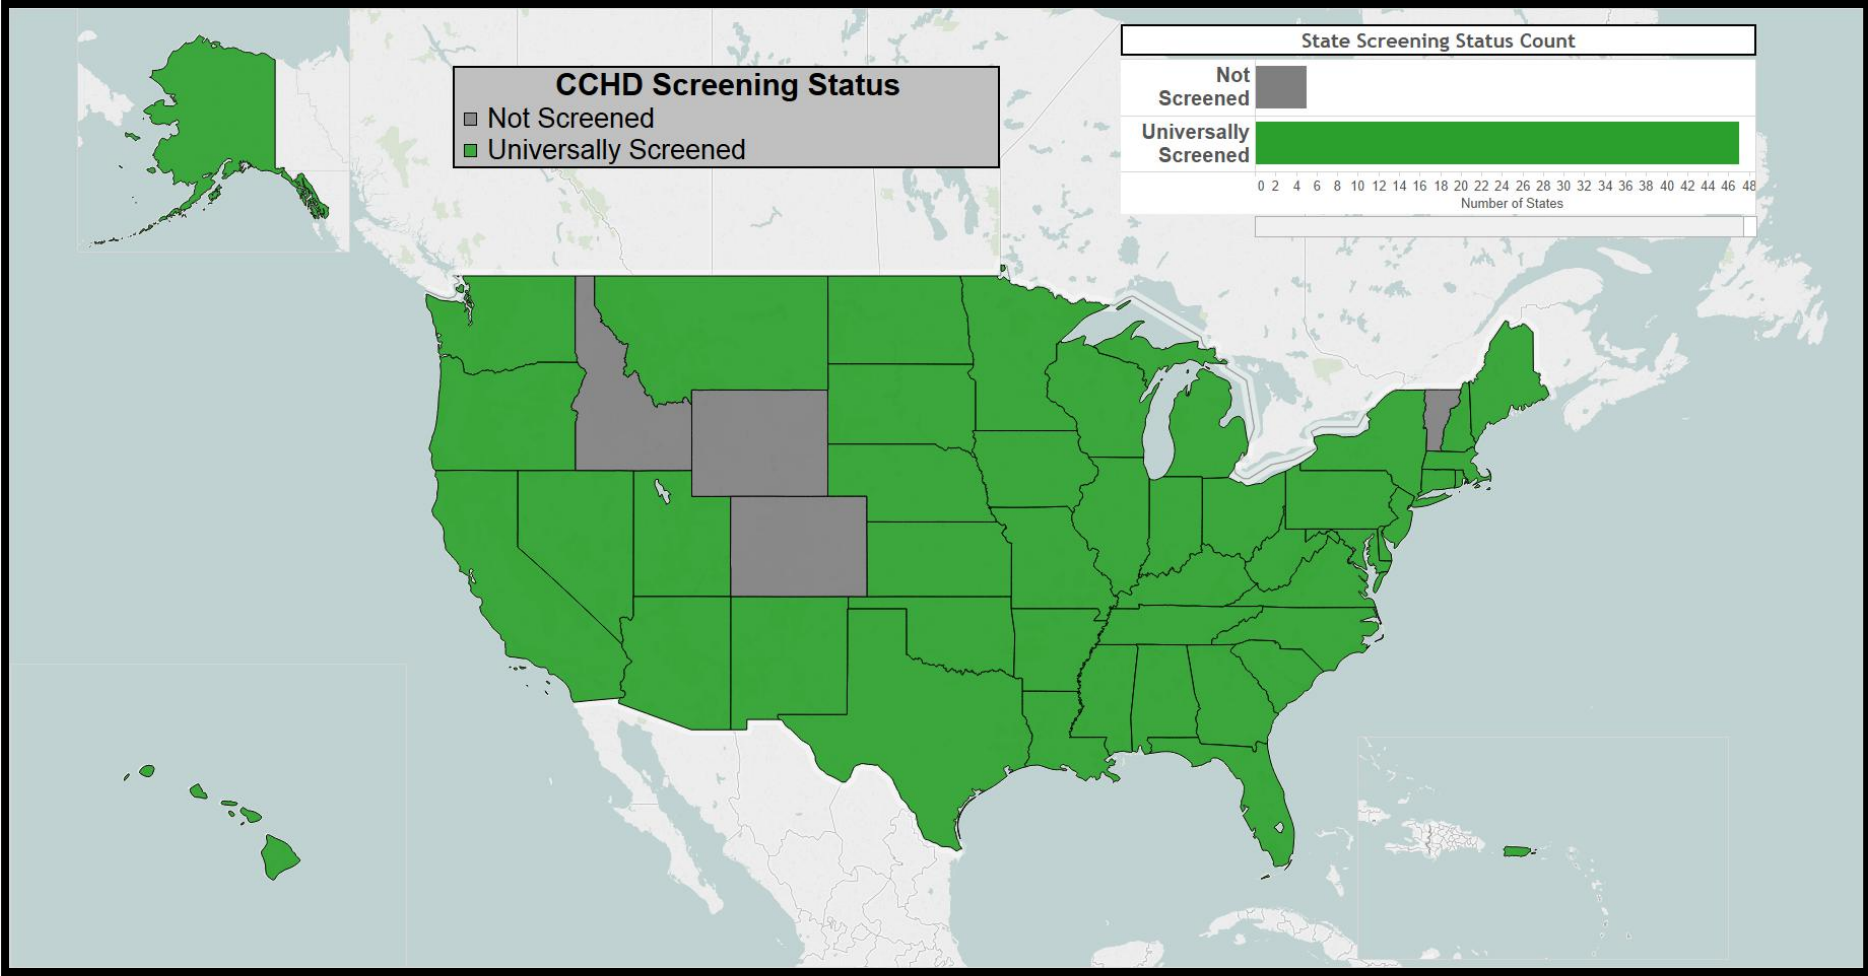 CCHD Screening Status
Not Screened
Universally Screened
State Screening Status Count
Not
Screened
Universally
Screened
0 2 4 6 8 10 12 14 16 18 20 22 24 26 28 30 32 34 36 38 40 42 44 46 48
Number of States